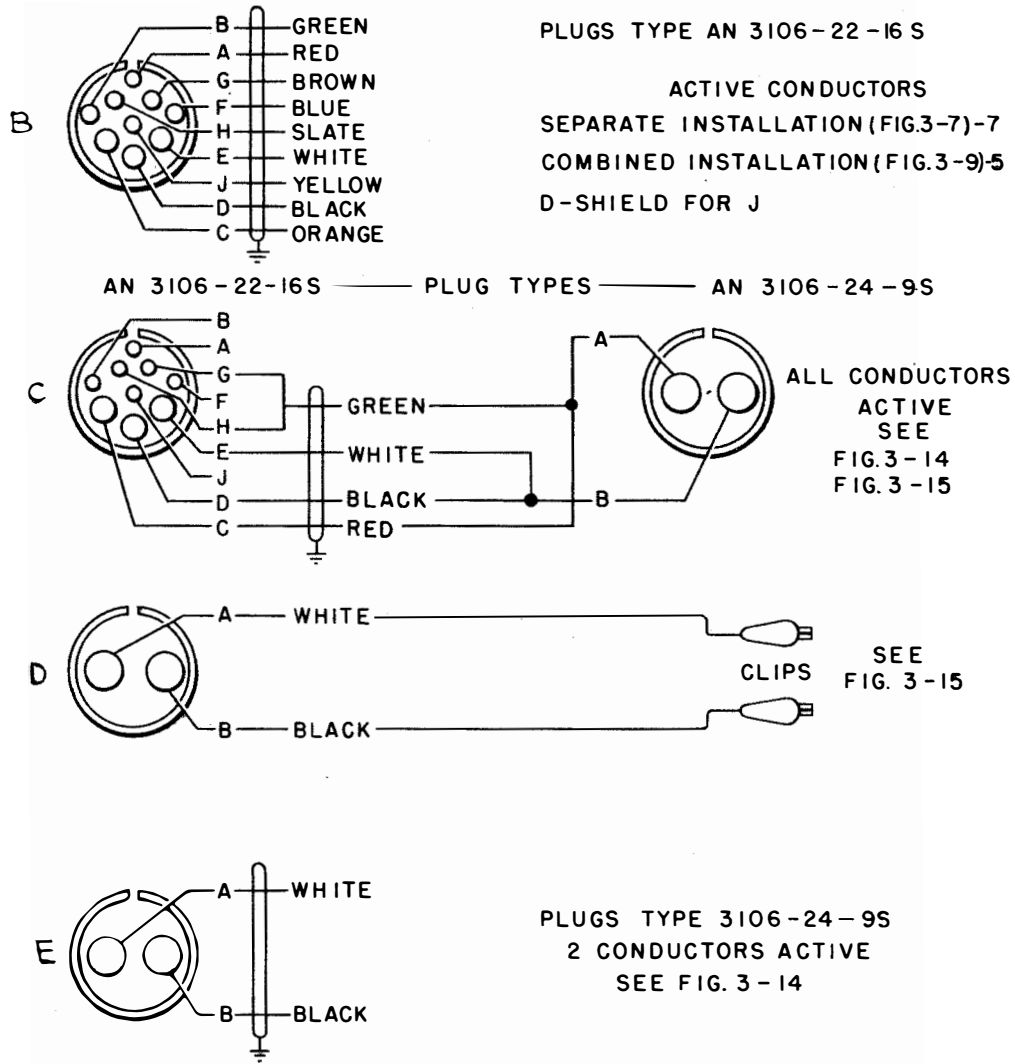 B GREEN
A RED
G BROWN
F BLUE
H SLATE
E WHITE
J YELLOW
D BLACK
C ORANGE
B
PLUGS TYPE AN 3106-22-16 S
ACTIVE CONDUCTORS
SEPARATE INSTALLATION (FIG.3-7)-7
COMBINED INSTALLATION (FIG.3-9)-5
D-SHIELD FOR J
AN 3106-22-16S PLUG TYPES AN 3106-24-9S
C
B
A
G
F
H
E
J
D
C
GREEN
WHITE
BLACK
RED
A
B
ALL CONDUCTORS
ACTIVE
SEE
FIG. 3-14
FIG. 3-15
D
A WHITE
B BLACK
CLIPS
SEE
FIG. 3-15
E
A WHITE
B BLACK
PLUGS TYPE 3106-24-9S
2 CONDUCTORS ACTIVE
SEE FIG. 3-14